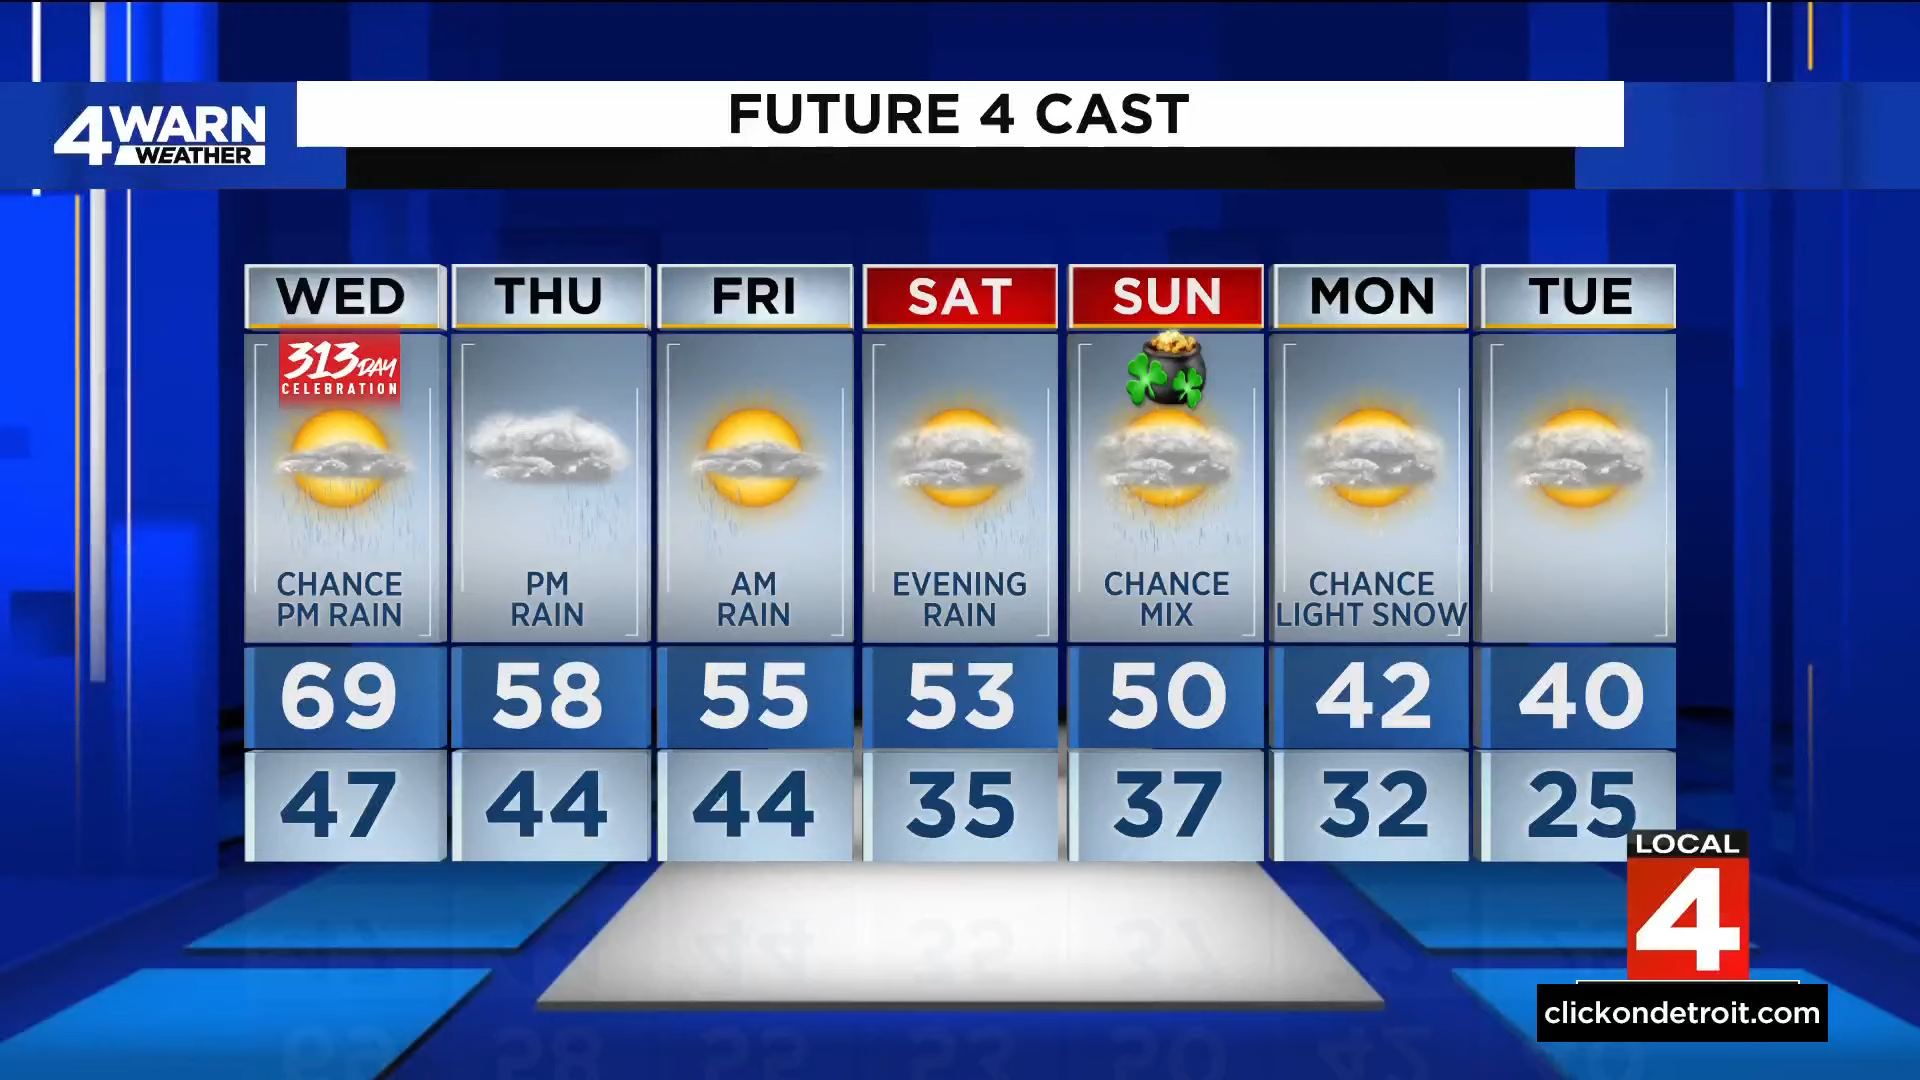 4WARN
WEATHER
FUTURE 4 CAST
WED THU FRI SAT SUN MON TUE
313 DAY
CELEBRATION
CHANCE PM AM EVENING CHANCE CHANCE
PM RAIN RAIN RAIN RAIN MIX LIGHT SNOW
69 58 55 53 50 42 40
47 44 44 35 37 32 25
LOCAL
4
clickondetroit.com